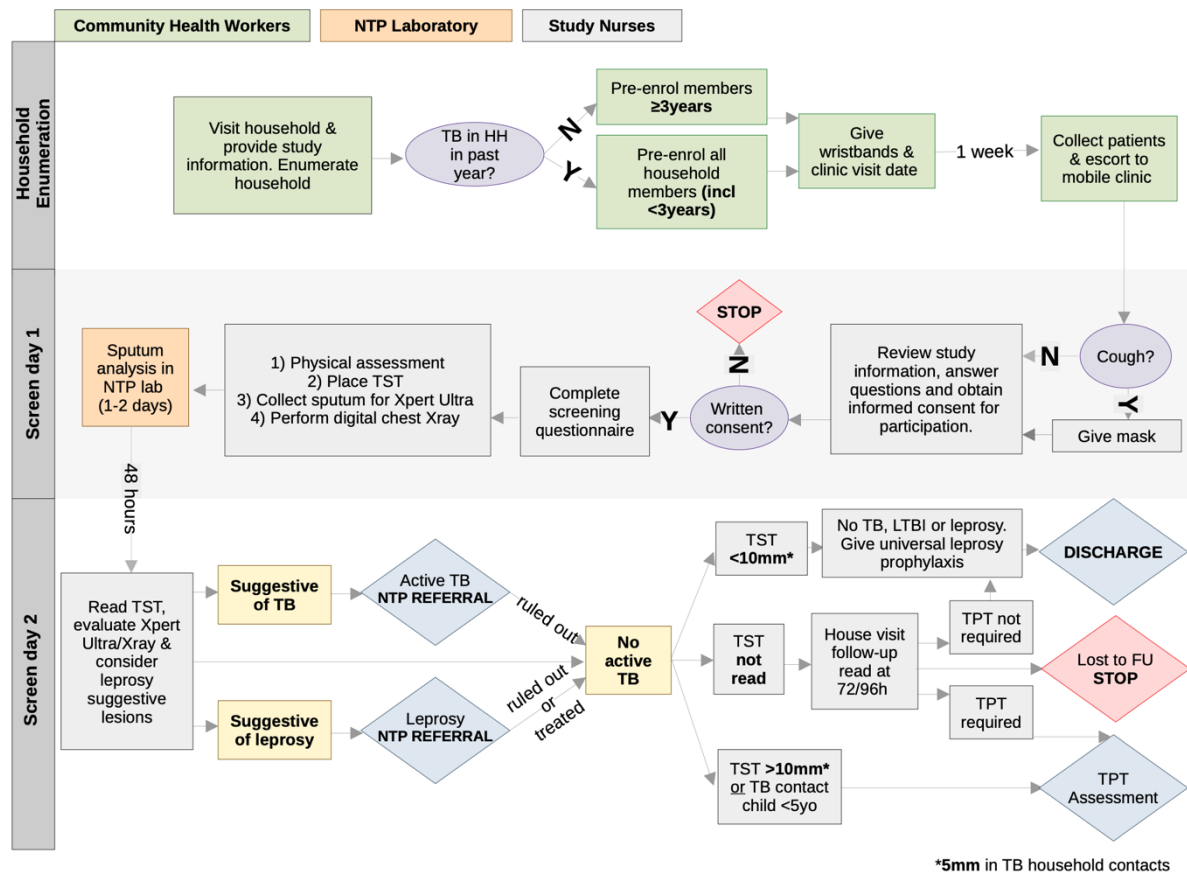 Community Health Workers
NTP Laboratory
Study Nurses
Household
Enumeration
Visit household &
provide study
information. Enumerate
household
TB in HH
in past
year?
N
Y
Pre-enrol members
≥3years
Pre-enrol all
household
members (incl
<3years)
Give
wristbands &
clinic visit date
1 week
Collect patients
& escort to
mobile clinic
Screen day 1
Cough?
N
Y
Give mask
Review study
information, answer
questions and obtain
informed consent for
participation.
Written
consent?
N
STOP
Y
Complete
screening
questionnaire
1) Physical assessment
2) Place TST
3) Collect sputum for Xpert Ultra
4) Perform digital chest Xray
Sputum
analysis in
NTP lab
(1-2 days)
48 hours
Screen day 2
Read TST,
evaluate Xpert
Ultra/Xray &
consider
leprosy
suggestive
lesions
Suggestive
of TB
Active TB
NTP REFERRAL
ruled out
Suggestive
of leprosy
Leprosy
NTP REFERRAL
ruled out
or
treated
No
active
TB
TST
<10mm*
No TB, LTBI or leprosy.
Give universal leprosy
prophylaxis
DISCHARGE
TST
not
read
House visit
follow-up
read at
72/96h
TPT not
required
Lost to FU
STOP
TPT
required
TST >10mm*
or TB contact
child <5yo
TPT
Assessment
*5mm in TB household contacts